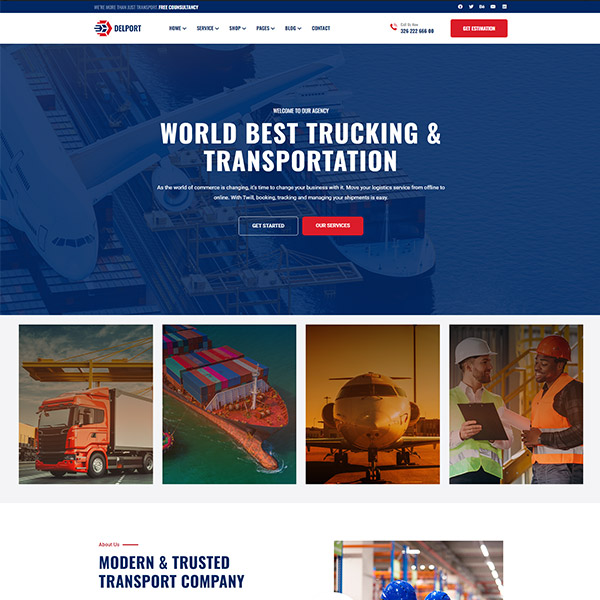 WE'RE MORE THAN JUST TRANSPORT. FREE COUNSULTANCY
DELPORT
HOME
SERVICE
SHOP
PAGES
BLOG
CONTACT
Call Us Now
326 222 666 00
GET ESTIMATION
WELCOME TO OUR AGENCY
WORLD BEST TRUCKING &
TRANSPORTATION
As the world of commerce is changing, it's time to change your business with it. Move your logistics service from offline to
online. With Twill, booking, tracking and managing your shipments is easy.
GET STARTED
OUR SERVICES
About Us
MODERN & TRUSTED
TRANSPORT COMPANY